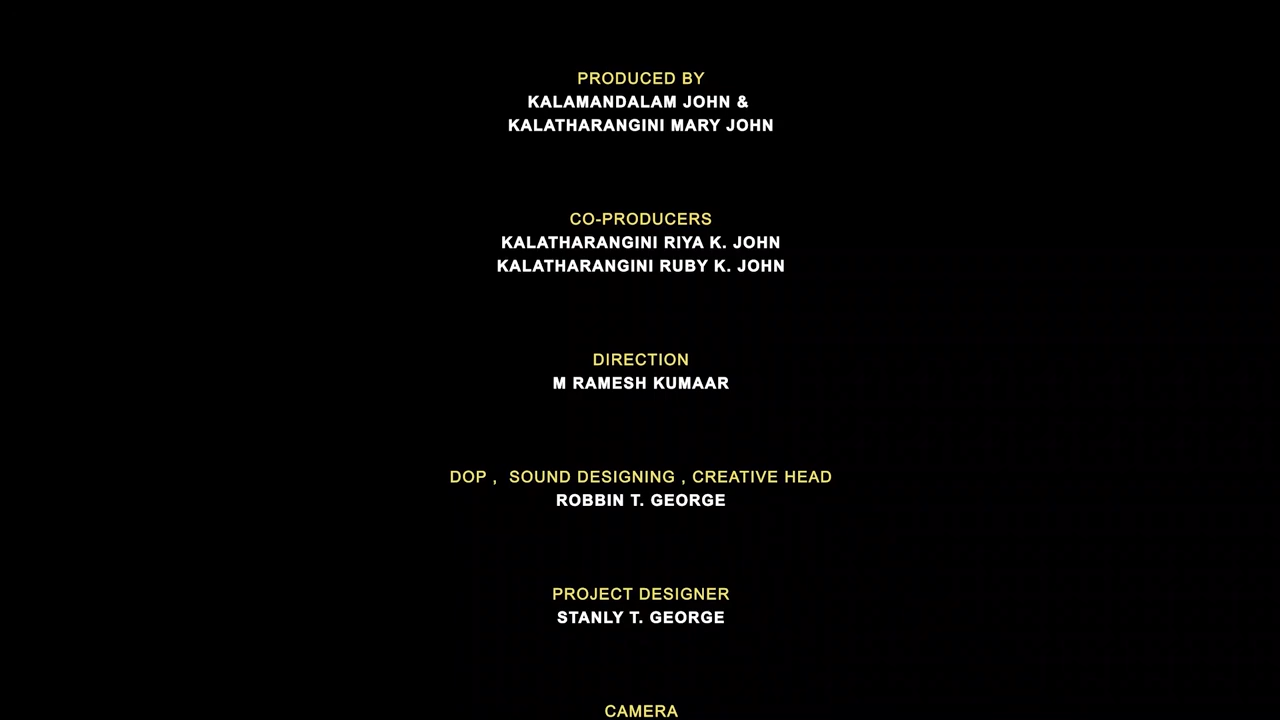 PRODUCED BY
KALAMANDALAM JOHN &
KALATHARANGINI MARY JOHN
CO-PRODUCERS
KALATHARANGINI RIYA K. JOHN
KALATHARANGINI RUBY K. JOHN
DIRECTION
M RAMESH KUMAAR
DOP ,  SOUND DESIGNING , CREATIVE HEAD
ROBBIN T. GEORGE
PROJECT DESIGNER
STANLY T. GEORGE
CAMERA